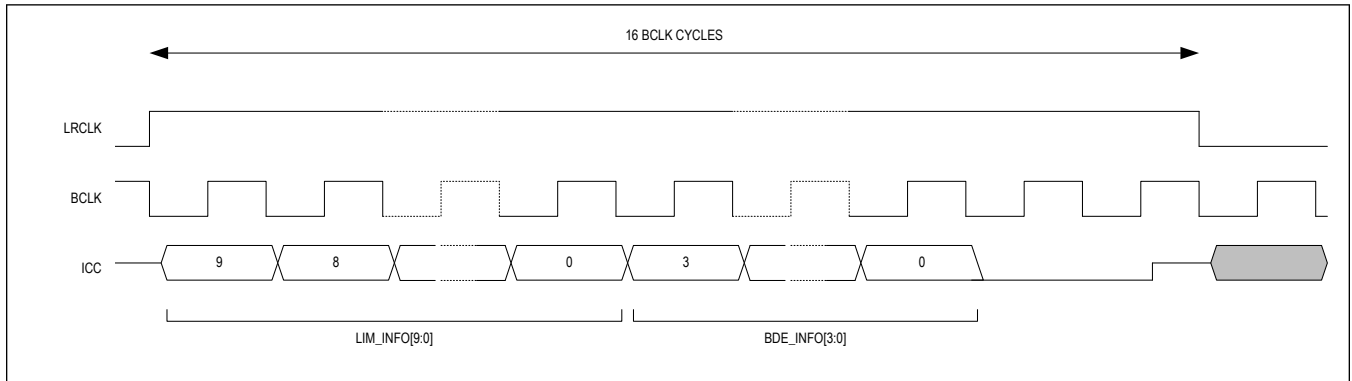 16 BCLK CYCLES
LRCLK
BCLK
ICC
9 8 0 3 0
LIM_INFO[9:0] BDE_INFO[3:0]